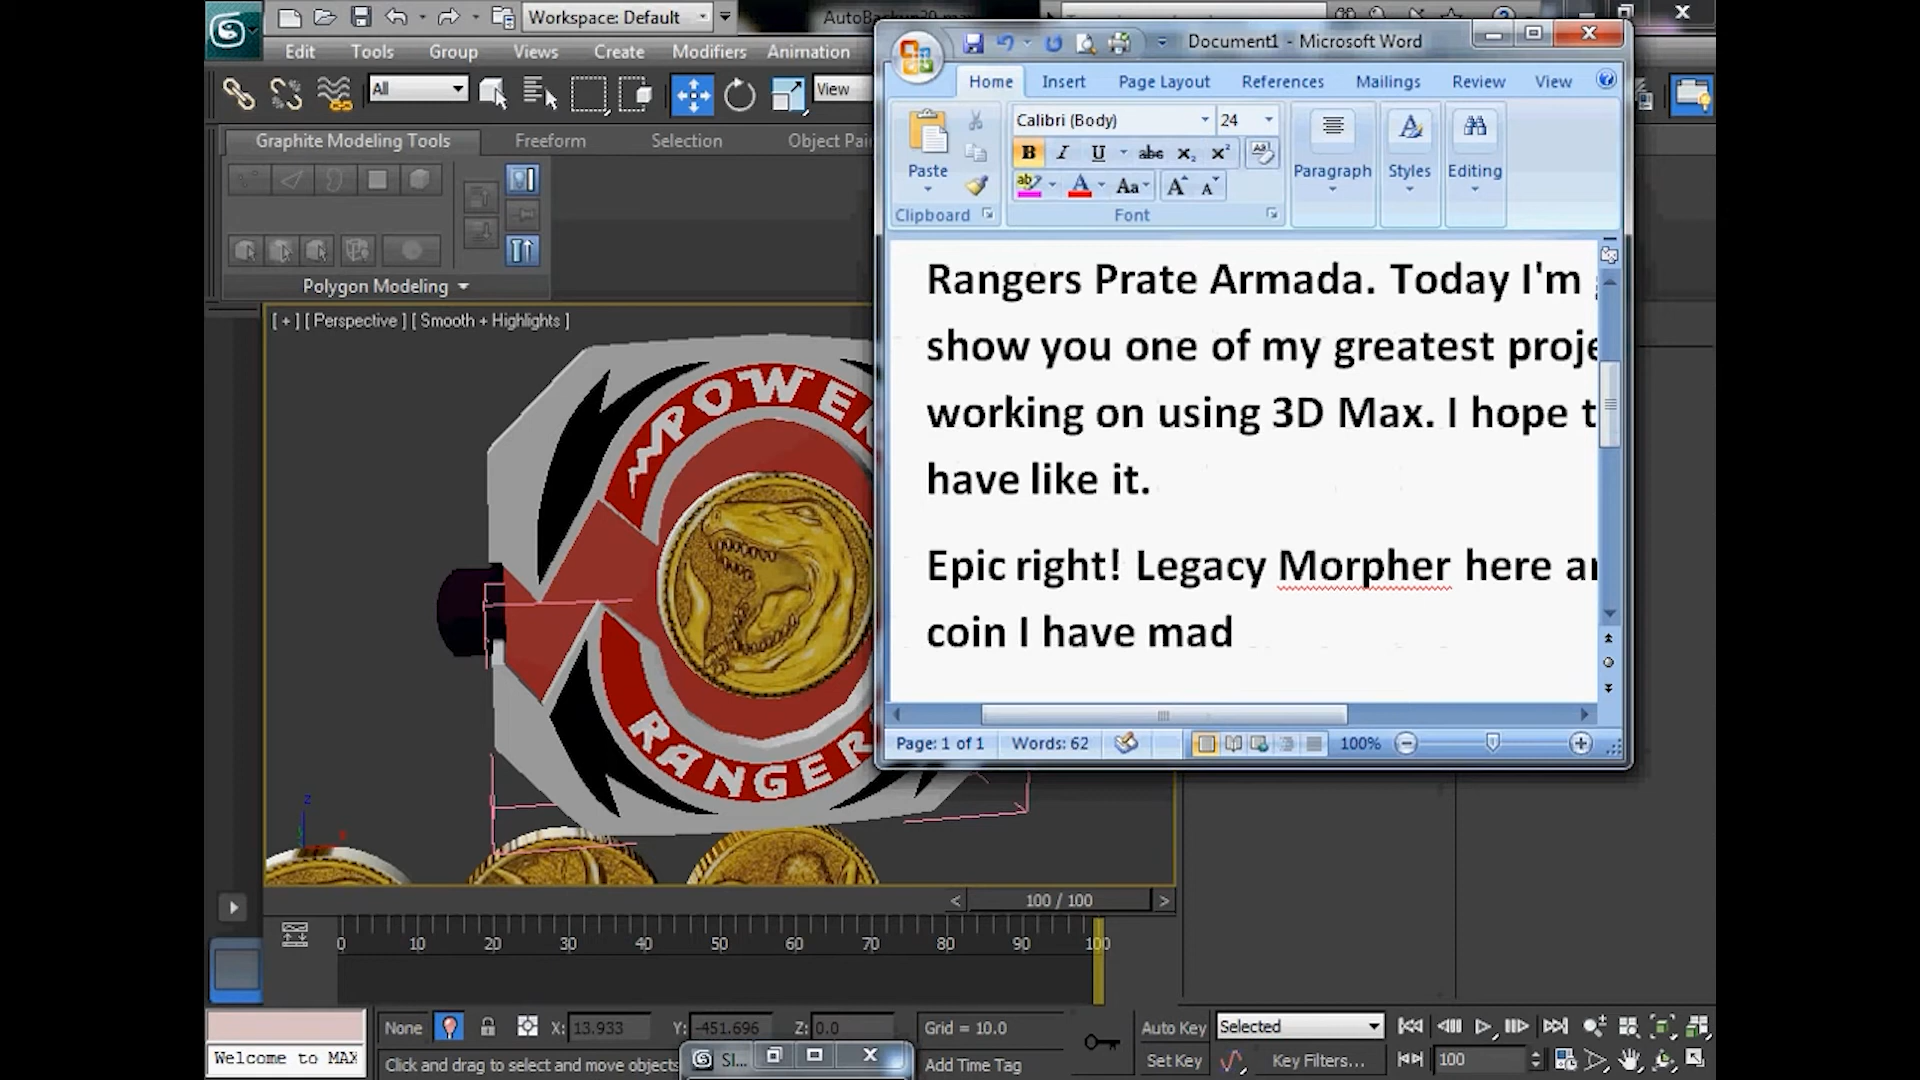 Workspace: Default
Edit Tools Group Views Create Modifiers Animation
All
View
Graphite Modeling Tools Freeform Selection Object Pai
Polygon Modeling
[ + ] [ Perspective ] [ Smooth + Highlights ]
POWER
RANGERS
Document1 - Microsoft Word
Home Insert Page Layout References Mailings Review View
Calibri (Body) 24
Paste
B I U abc X₂ X²
Aa A A
Paragraph Styles Editing
Clipboard Font
Rangers Prate Armada. Today I'm
show you one of my greatest proje
working on using 3D Max. I hope t
have like it.
Epic right! Legacy Morpher here ar
coin I have mad
Page: 1 of 1 Words: 62 100%
z
x
< 100 / 100 >
0 10 20 30 40 50 60 70 80 90 100
None X: 13.933 Y: -451.696 Z: 0.0 Grid = 10.0 Auto Key Selected
Welcome to MAX Click and drag to select and move objects Add Time Tag Set Key Key Filters... 100